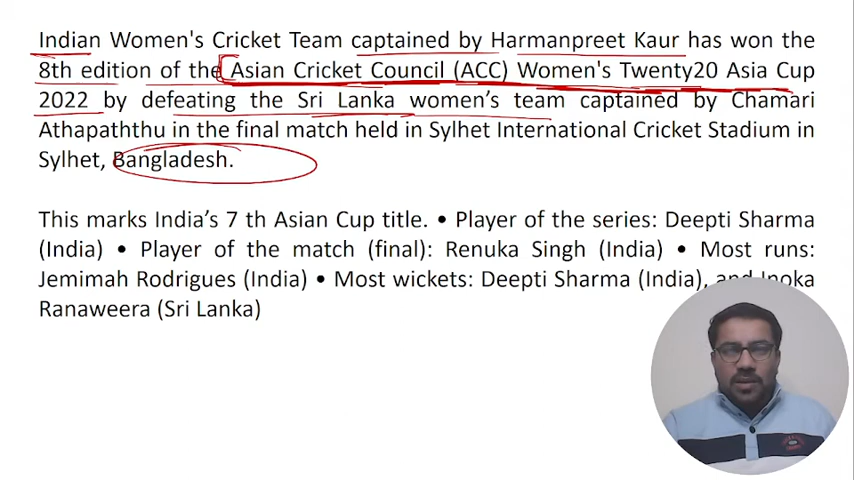 Indian Women's Cricket Team captained by Harmanpreet Kaur has won the
8th edition of the Asian Cricket Council (ACC) Women's Twenty20 Asia Cup
2022 by defeating the Sri Lanka women’s team captained by Chamari
Athapaththu in the final match held in Sylhet International Cricket Stadium in
Sylhet, Bangladesh.
This marks India’s 7 th Asian Cup title. • Player of the series: Deepti Sharma
(India) • Player of the match (final): Renuka Singh (India) • Most runs:
Jemimah Rodrigues (India) • Most wickets: Deepti Sharma (India), and Inoka
Ranaweera (Sri Lanka)